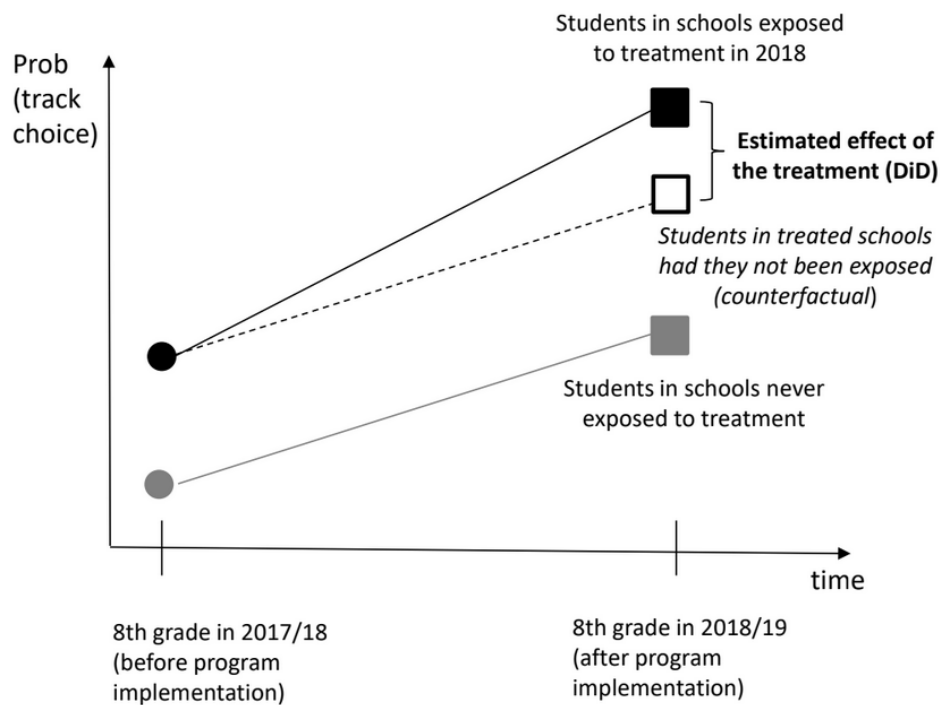 Students in schools exposed
to treatment in 2018
Prob
(track
choice)
Estimated effect of
the treatment (DiD)
Students in treated schools
had they not been exposed
(counterfactual)
Students in schools never
exposed to treatment
time
8th grade in 2017/18
(before program
implementation)
8th grade in 2018/19
(after program
implementation)